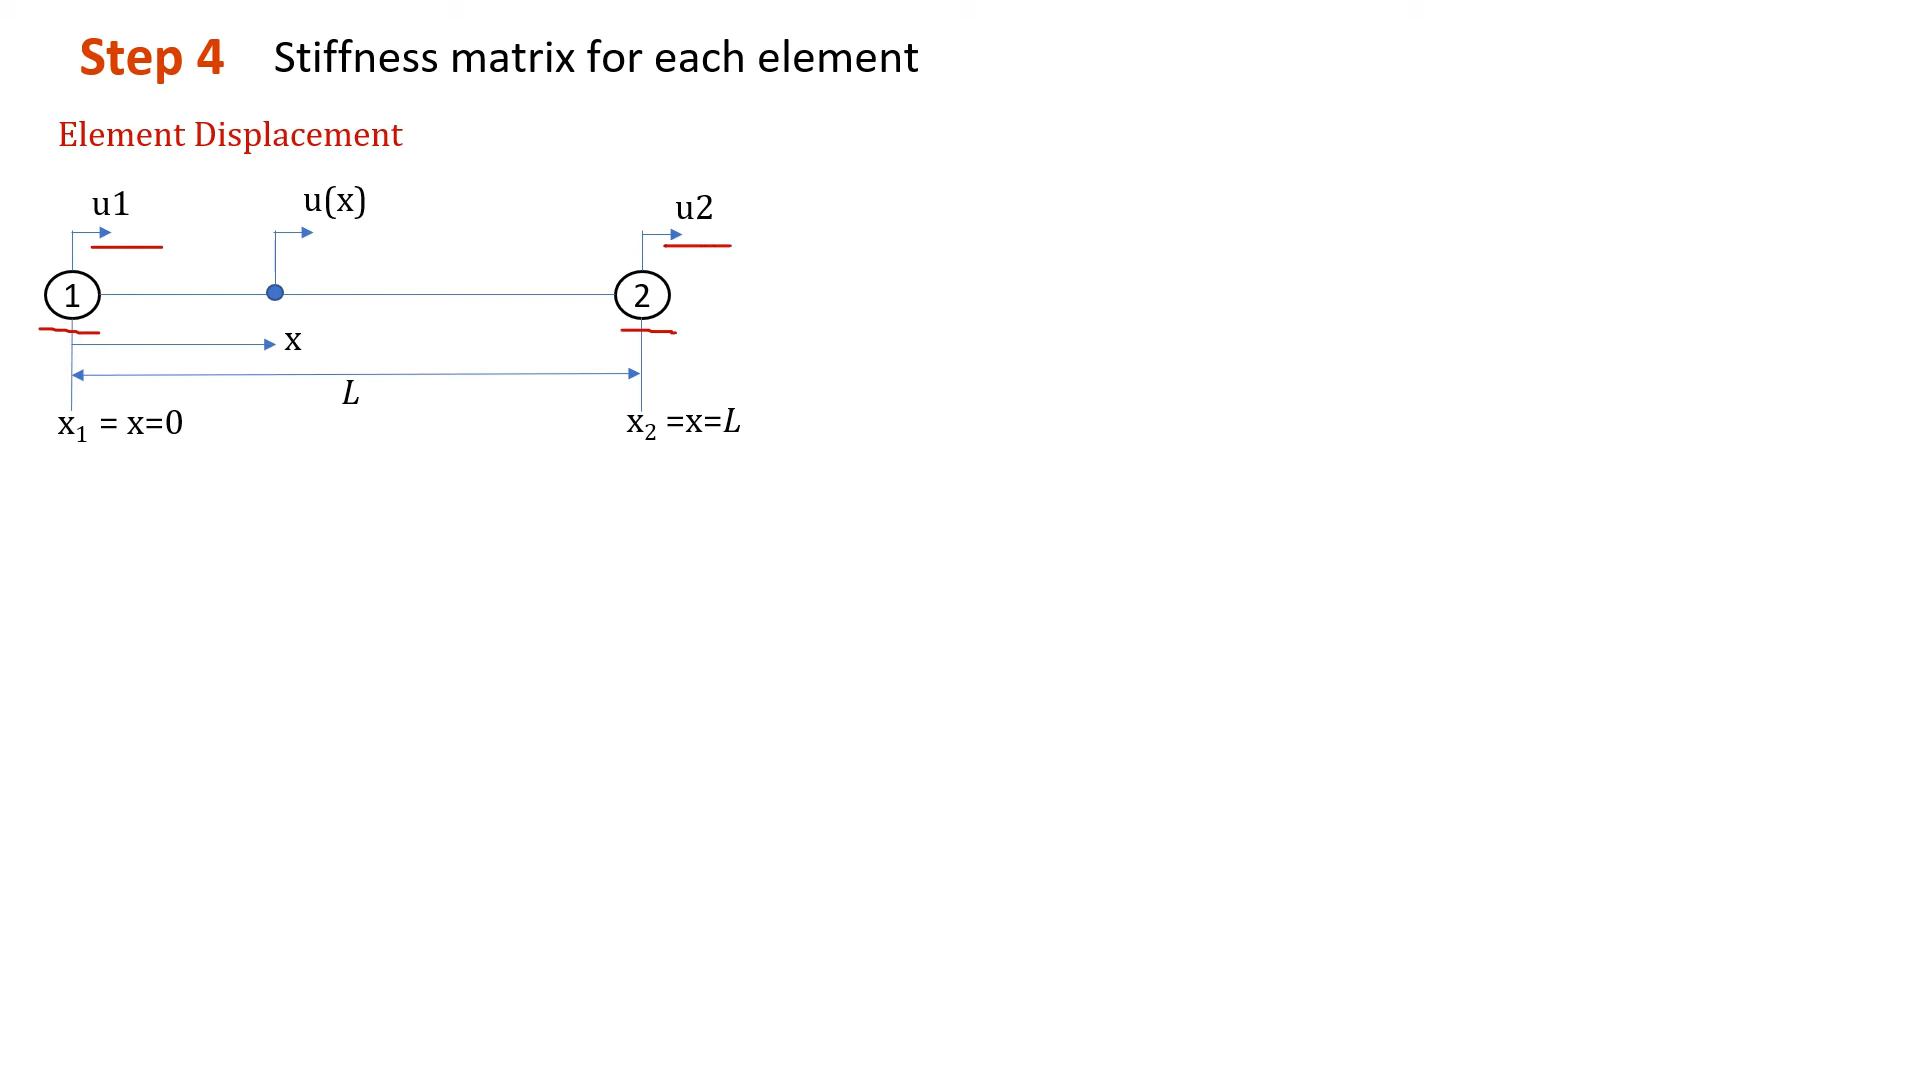 Step 4 Stiffness matrix for each element
Element Displacement
u1 u(x) u2
1 2
x
L
x₁ = x=0 x₂ =x=L